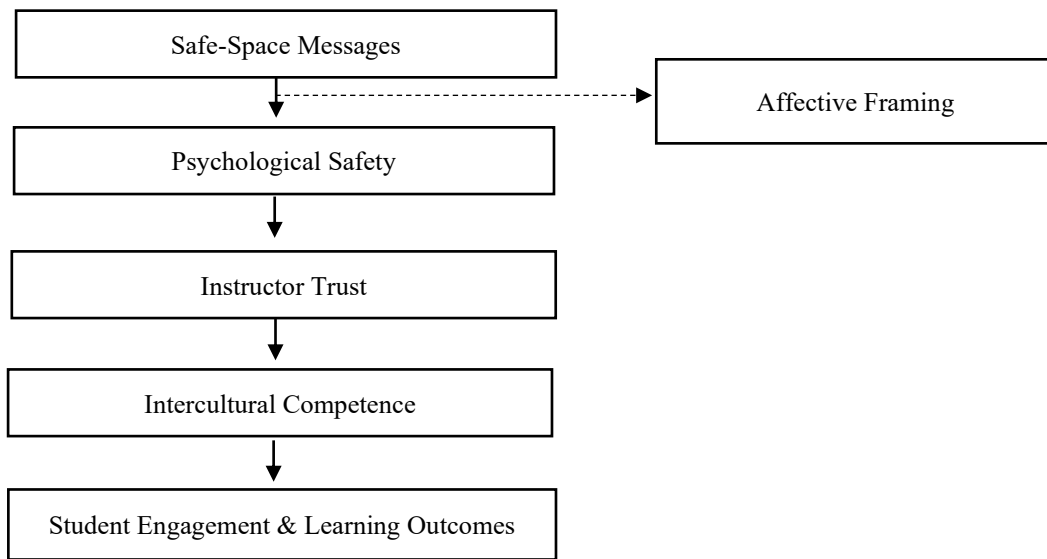 Safe-Space Messages
Affective Framing
Psychological Safety
Instructor Trust
Intercultural Competence
Student Engagement & Learning Outcomes